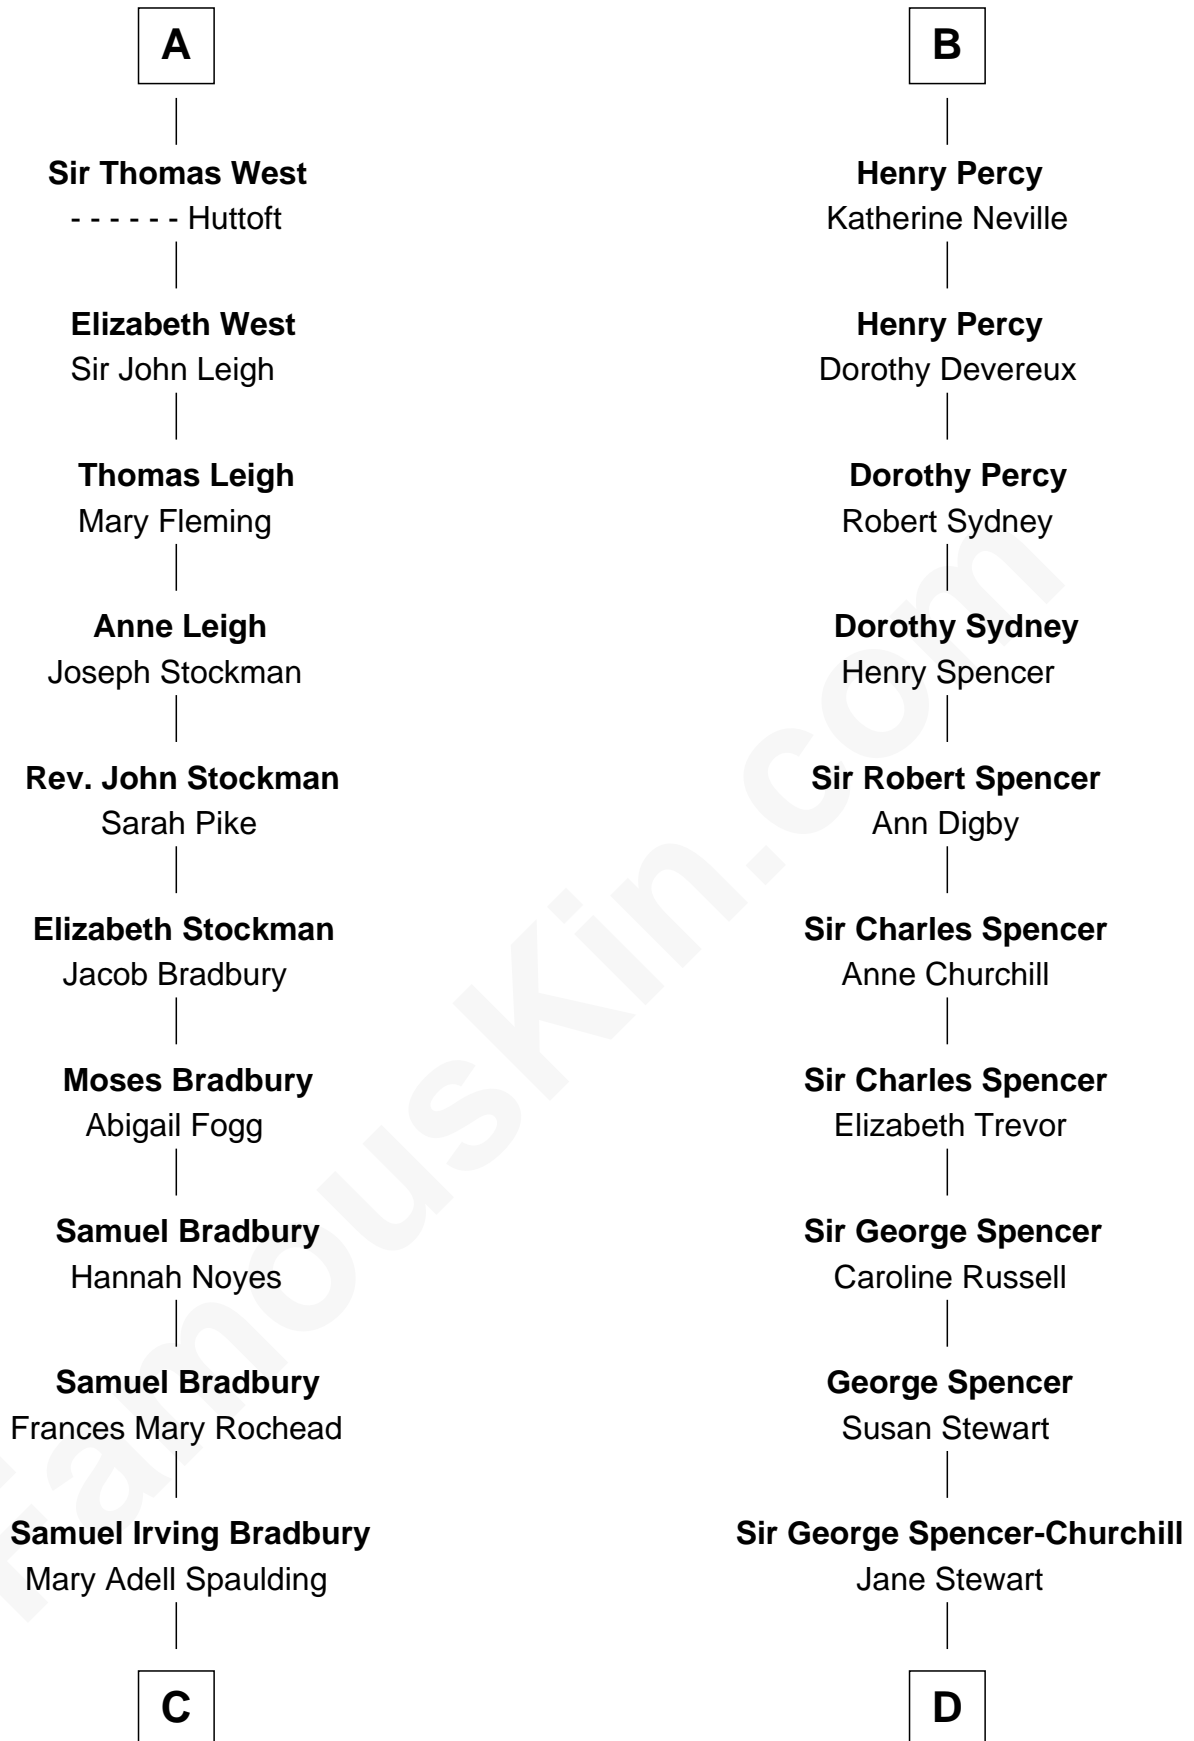 A
Sir Thomas West
- - - - - - Huttoft
Elizabeth West
Sir John Leigh
Thomas Leigh
Mary Fleming
Anne Leigh
Joseph Stockman
Rev. John Stockman
Sarah Pike
Elizabeth Stockman
Jacob Bradbury
Moses Bradbury
Abigail Fogg
Samuel Bradbury
Hannah Noyes
Samuel Bradbury
Frances Mary Rochead
Samuel Irving Bradbury
Mary Adell Spaulding
C
B
Henry Percy
Katherine Neville
Henry Percy
Dorothy Devereux
Dorothy Percy
Robert Sydney
Dorothy Sydney
Henry Spencer
Sir Robert Spencer
Ann Digby
Sir Charles Spencer
Anne Churchill
Sir Charles Spencer
Elizabeth Trevor
Sir George Spencer
Caroline Russell
George Spencer
Susan Stewart
Sir George Spencer-Churchill
Jane Stewart
D
FamousKin.com